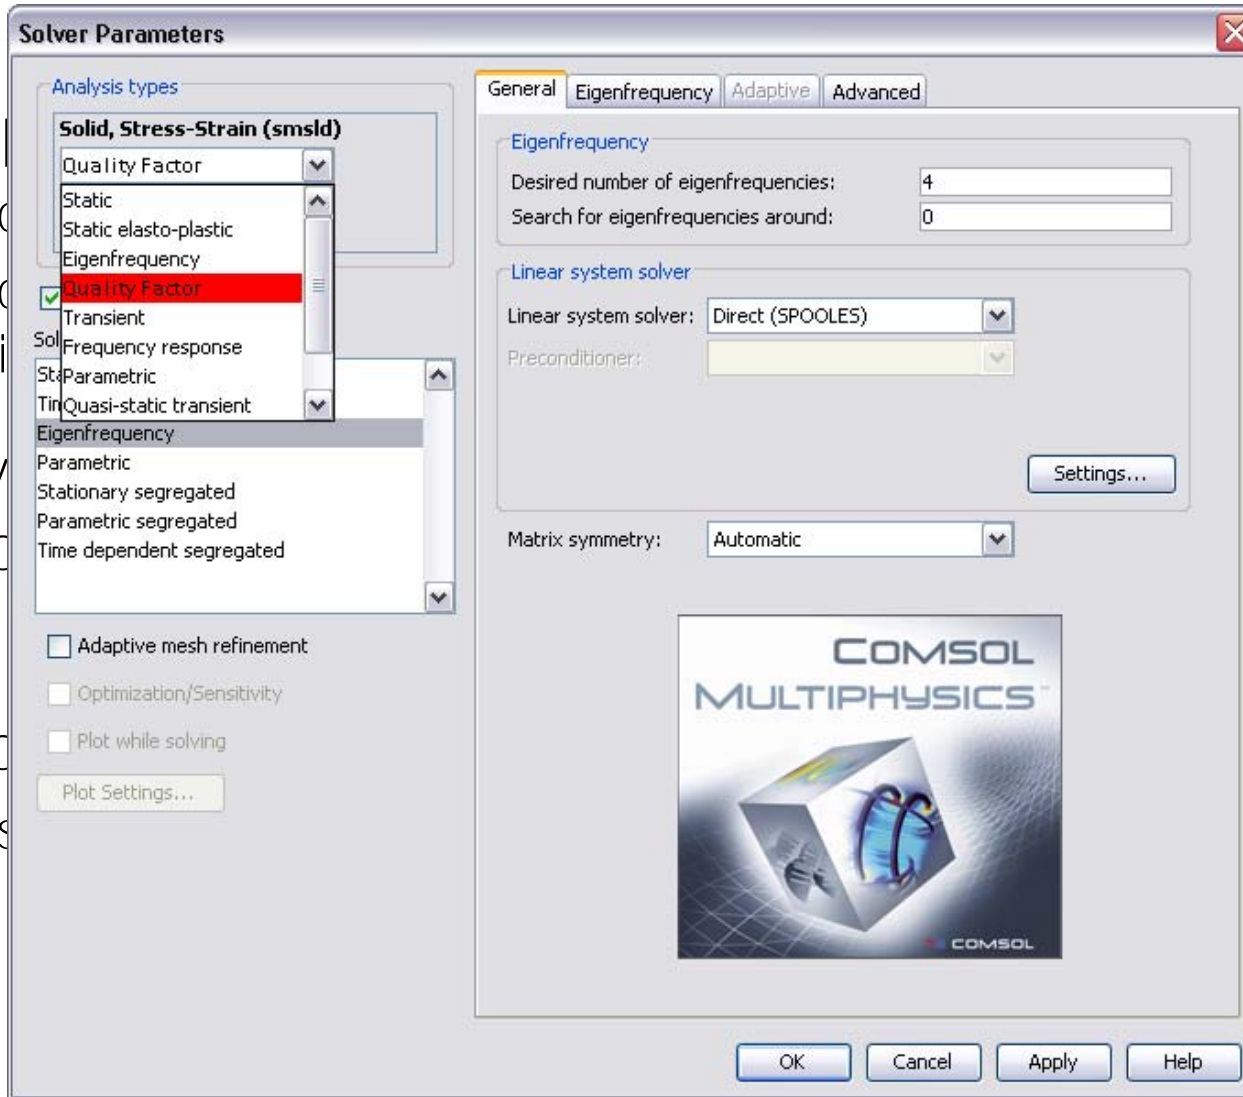 Solver Parameters
Analysis types
Solid, Stress-Strain (smsld)
Quality Factor
Static
Static elasto-plastic
Eigenfrequency
Quality Factor
Transient
Frequency response
Parametric
Quasi-static transient
Eigenfrequency
Parametric
Stationary segregated
Parametric segregated
Time dependent segregated
Adaptive mesh refinement
Optimization/Sensitivity
Plot while solving
Plot Settings...
General Eigenfrequency Adaptive Advanced
Eigenfrequency
Desired number of eigenfrequencies: 4
Search for eigenfrequencies around: 0
Linear system solver
Linear system solver: Direct (SPOOLES)
Preconditioner:
Settings...
Matrix symmetry: Automatic
COMSOL
MULTIPHYSICS™
COMSOL
OK Cancel Apply Help